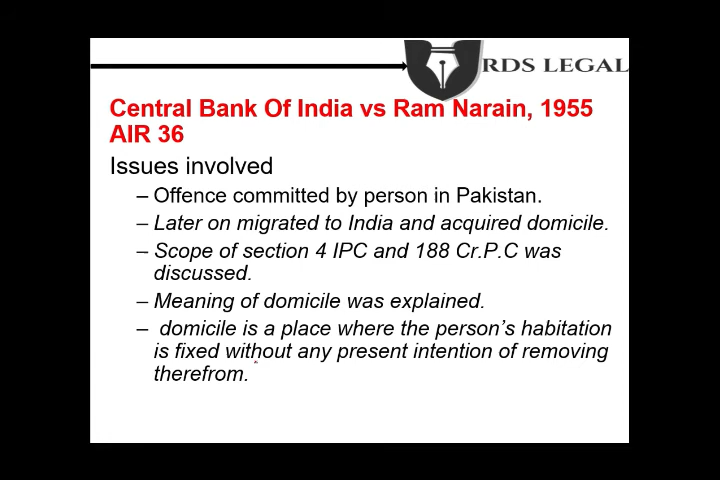 RDS LEGAL
Central Bank Of India vs Ram Narain, 1955
AIR 36
Issues involved
– Offence committed by person in Pakistan.
– Later on migrated to India and acquired domicile.
– Scope of section 4 IPC and 188 Cr.P.C was
discussed.
– Meaning of domicile was explained.
– domicile is a place where the person's habitation
is fixed without any present intention of removing
therefrom.